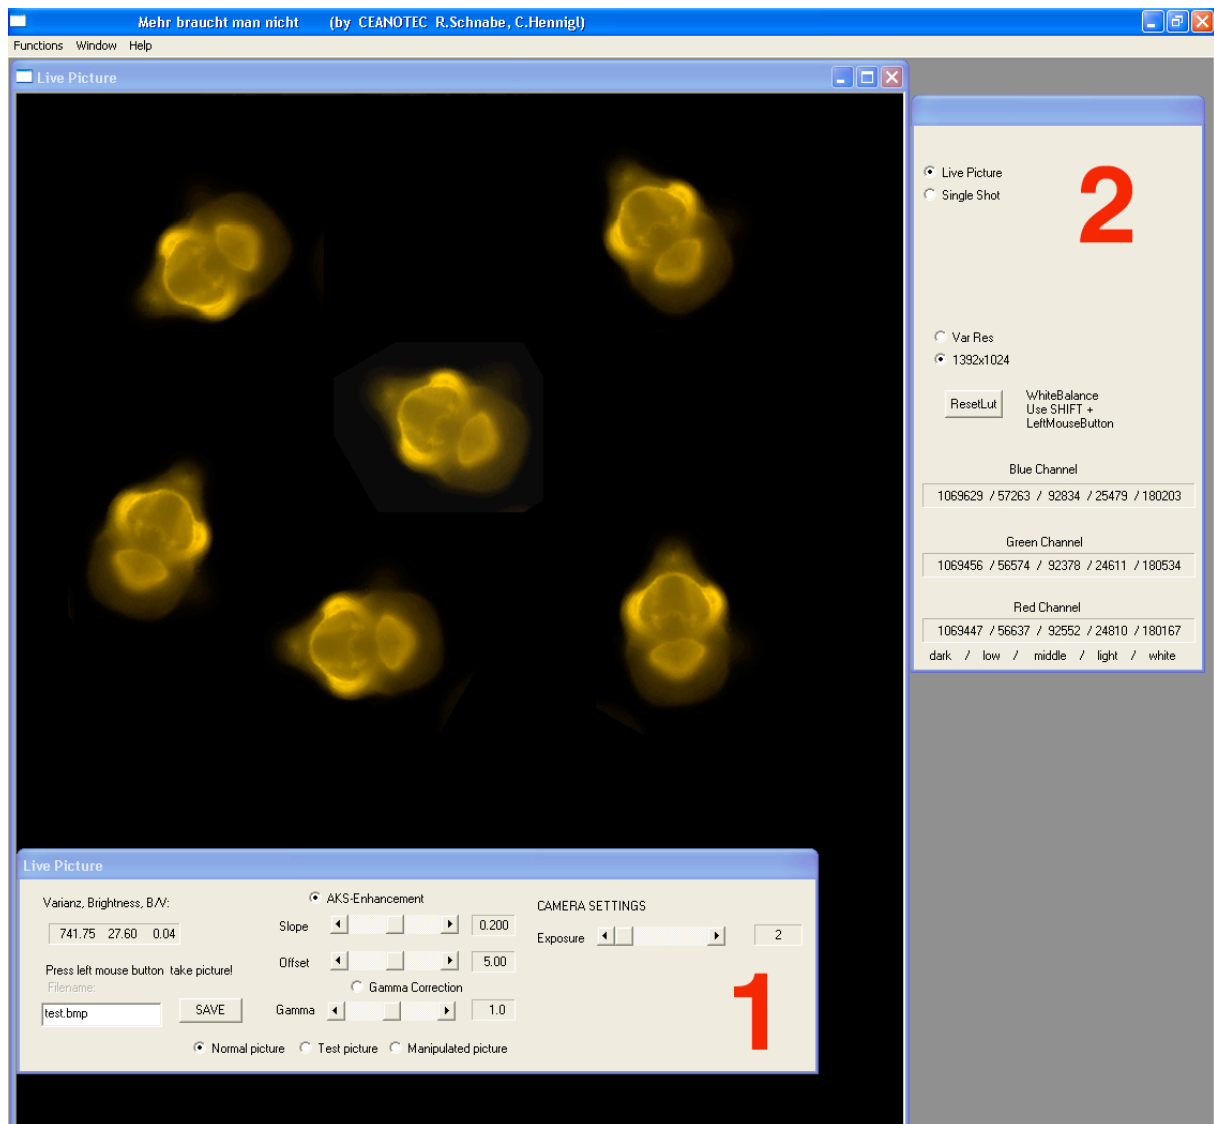 Mehr braucht man nicht (by CEANOTEC R.Schnabe, C.Hennigl)
Functions Window Help
Live Picture
2
Live Picture
Single Shot
Var Res
1392x1024
ResetLut
WhiteBalance
Use SHIFT +
LeftMouseButton
Blue Channel
1069629 / 57263 / 92834 / 25479 / 180203
Green Channel
1069456 / 56574 / 92378 / 24611 / 180534
Red Channel
1069447 / 56637 / 92552 / 24810 / 180167
dark / low / middle / light / white
Live Picture
Varianz, Brightness, B/V:
741.75 27.60 0.04
Press left mouse button take picture!
Filename:
test.bmp
SAVE
AKS-Enhancement
Slope 0.200
Offset 5.00
Gamma Correction
Gamma 1.0
Normal picture Test picture Manipulated picture
CAMERA SETTINGS
Exposure 2
1